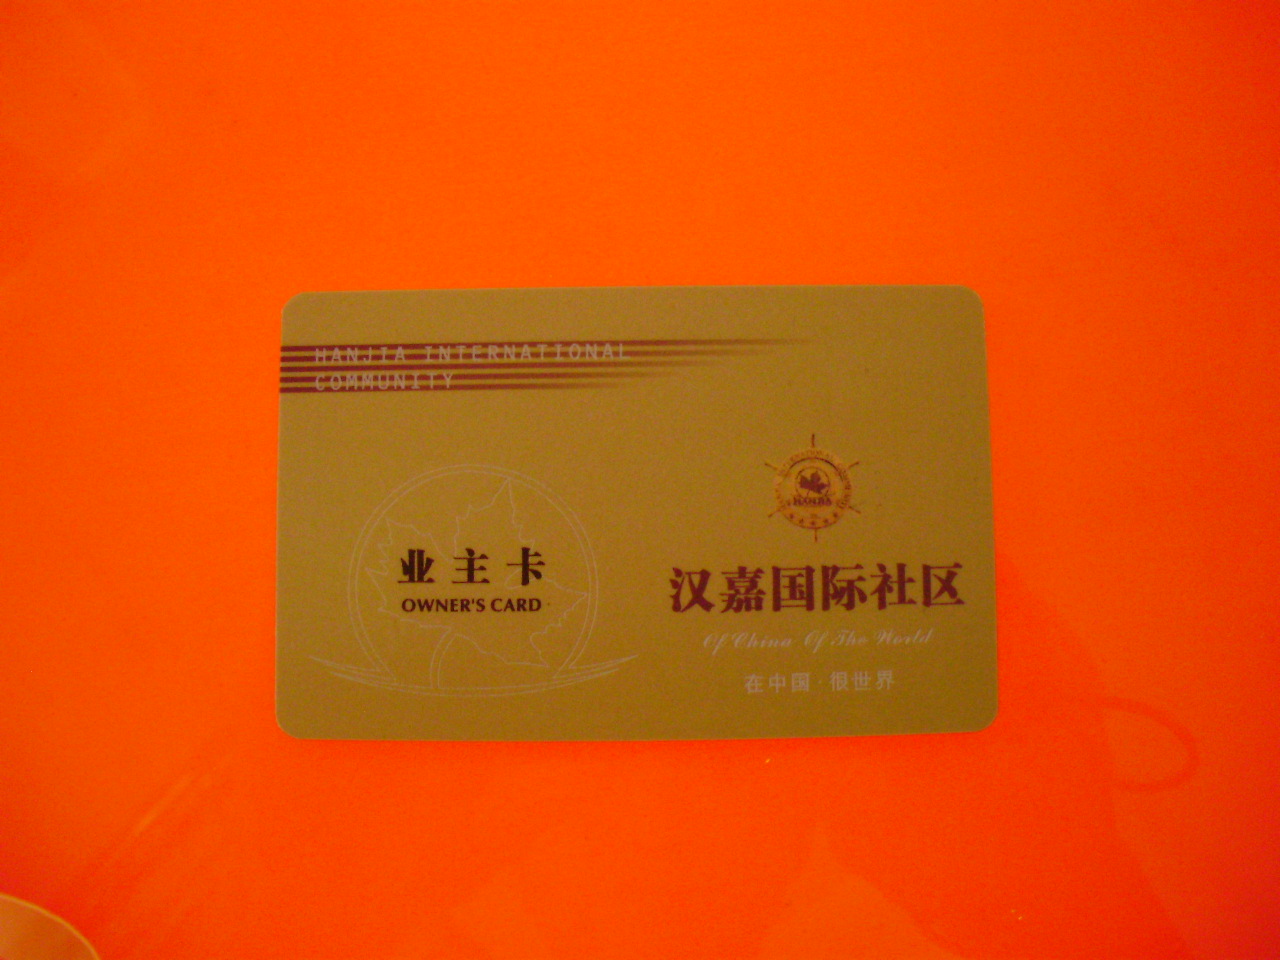 HANJIA INTERNATIONAL
COMMUNITY
业主卡
OWNER'S CARD
HANJIA
汉嘉国际社区
Of China Of The World
在中国·很世界